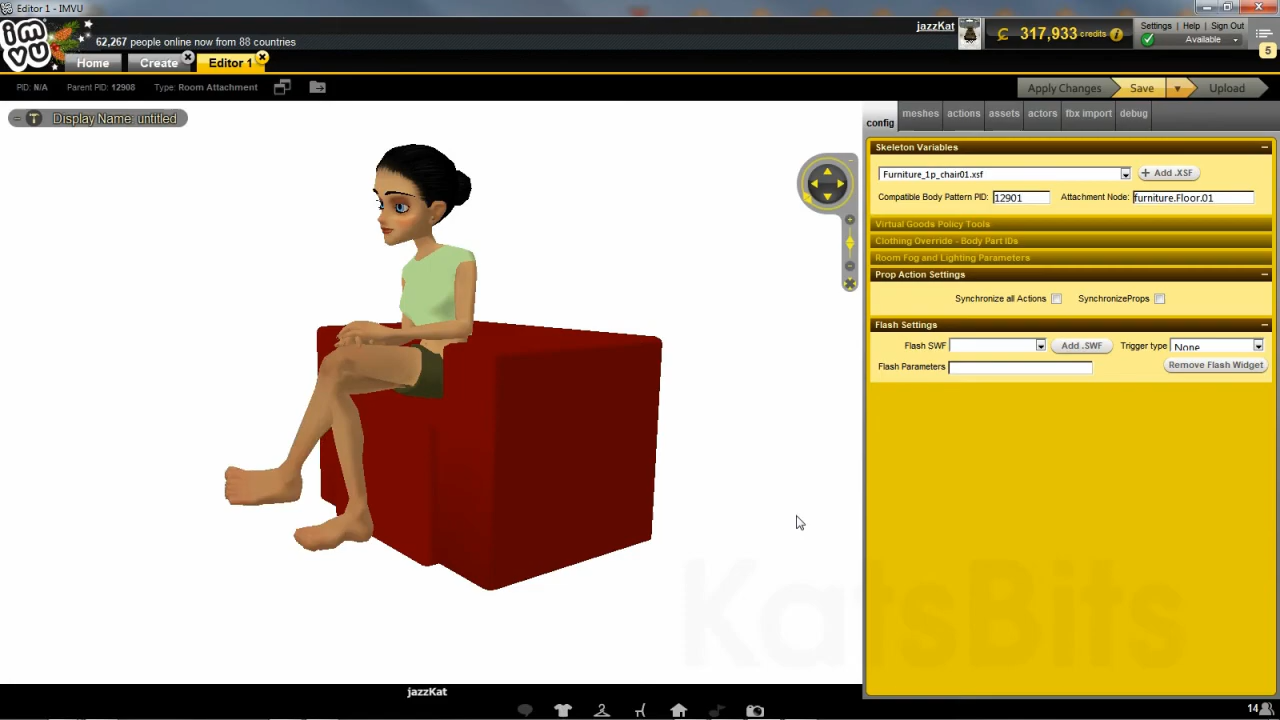 Editor 1 - IMVU
imvu
62,267 people online now from 88 countries
jazzKat
317,933 credits
Settings | Help | Sign Out
Available
5
Home
Create
Editor 1
PID: N/A
Parent PID: 12908
Type: Room Attachment
Apply Changes
Save
Upload
Display Name: untitled
config
meshes
actions
assets
actors
fbx import
debug
Skeleton Variables
Furniture_1p_chair01.xsf
+ Add .XSF
Compatible Body Pattern PID: 12901
Attachment Node: furniture.Floor.01
Virtual Goods Policy Tools
Clothing Override - Body Part IDs
Room Fog and Lighting Parameters
Prop Action Settings
Synchronize all Actions
SynchronizeProps
Flash Settings
Flash SWF
Add .SWF
Trigger type None
Flash Parameters
Remove Flash Widget
KatsBits
jazzKat
14